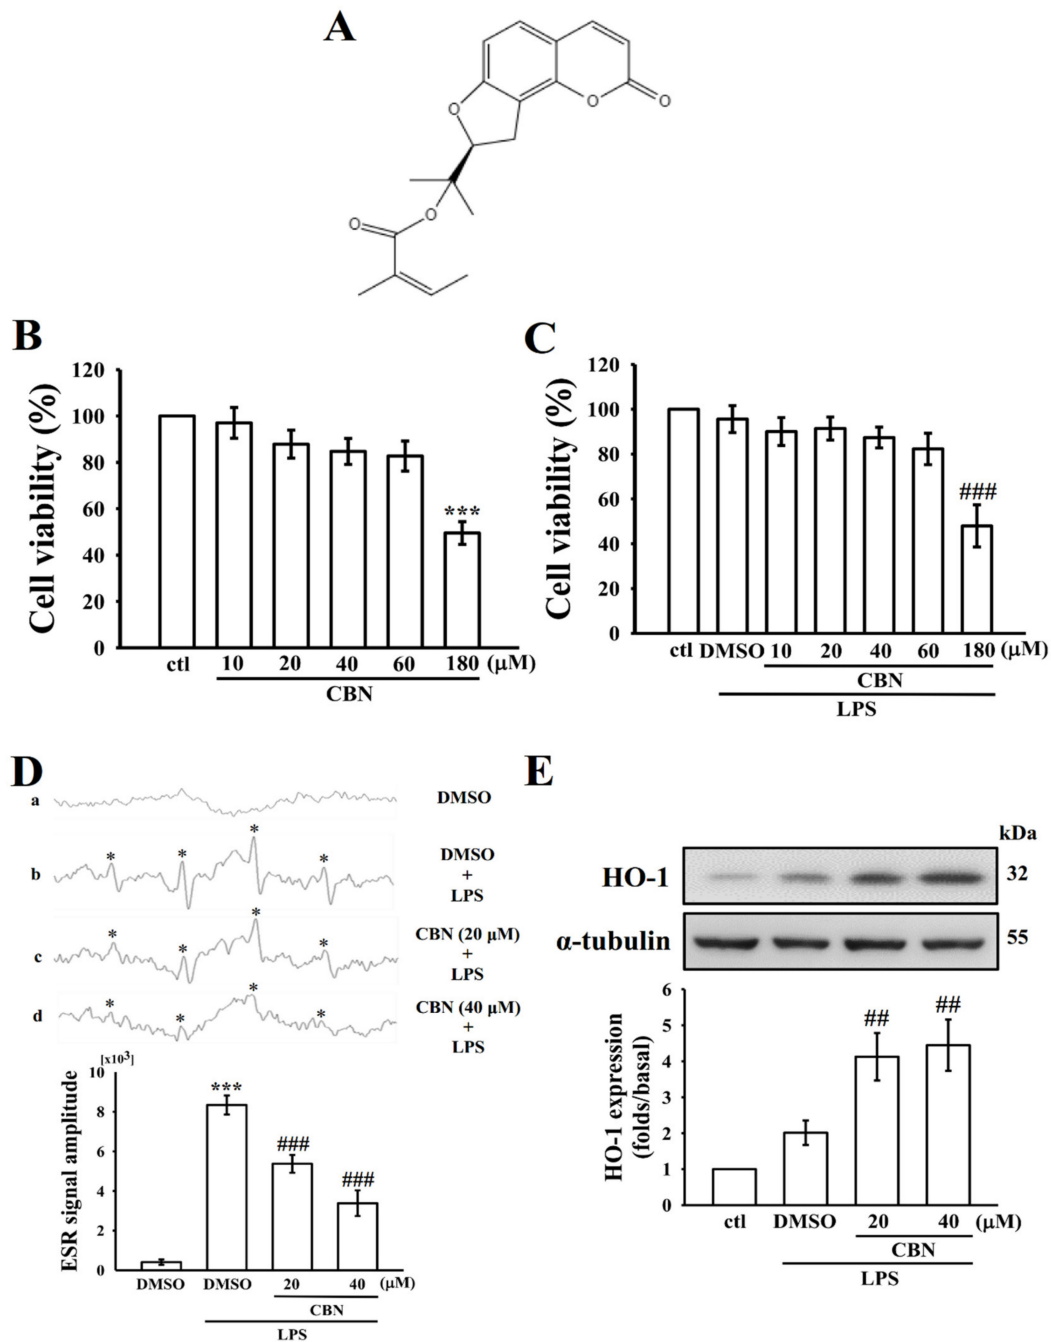 A
O
O
O
O
O
B
Cell viability (%)
120
100
80
60
40
20
0
***
ctl 10 20 40 60 180 (μM)
CBN
C
Cell viability (%)
120
100
80
60
40
20
0
###
ctl DMSO 10 20 40 60 180 (μM)
CBN
LPS
D
a DMSO
* * * *
b DMSO
+
LPS
* * * *
c CBN (20 μM)
+
LPS
* * * *
d CBN (40 μM)
+
LPS
[x10³]
ESR signal amplitude
10
8
6
4
2
0
***
###
###
DMSO DMSO 20 40 (μM)
CBN
LPS
E
kDa
HO-1 32
α-tubulin 55
HO-1 expression
(folds/basal)
6
5
4
3
2
1
0
## ##
ctl DMSO 20 40 (μM)
CBN
LPS